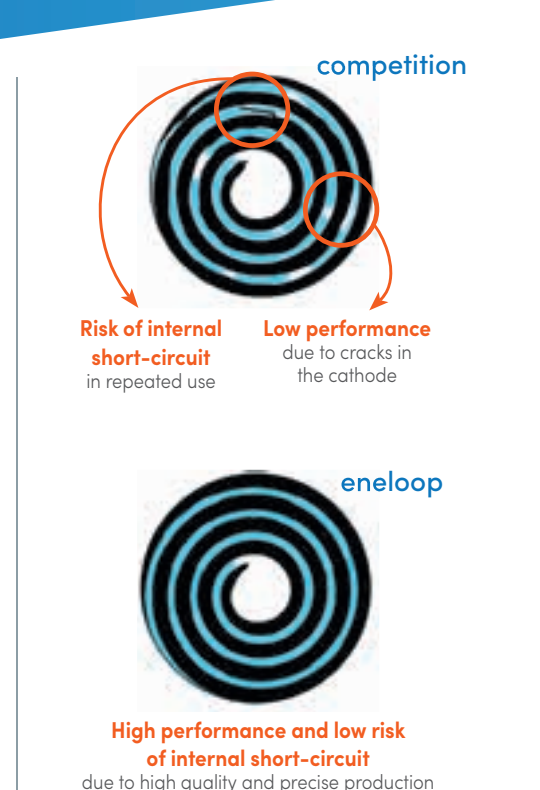 competition
Risk of internal
short-circuit
in repeated use
Low performance
due to cracks in
the cathode
eneloop
High performance and low risk
of internal short-circuit
due to high quality and precise production